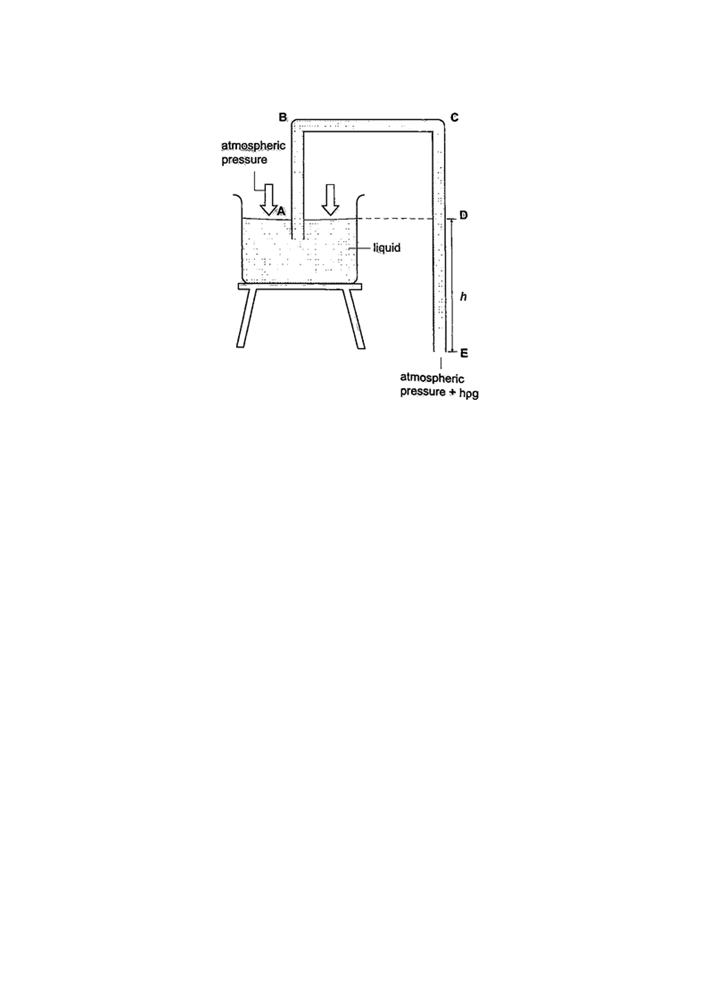 B
C
atmospheric
pressure
A
D
liquid
h
E
atmospheric
pressure + hρg